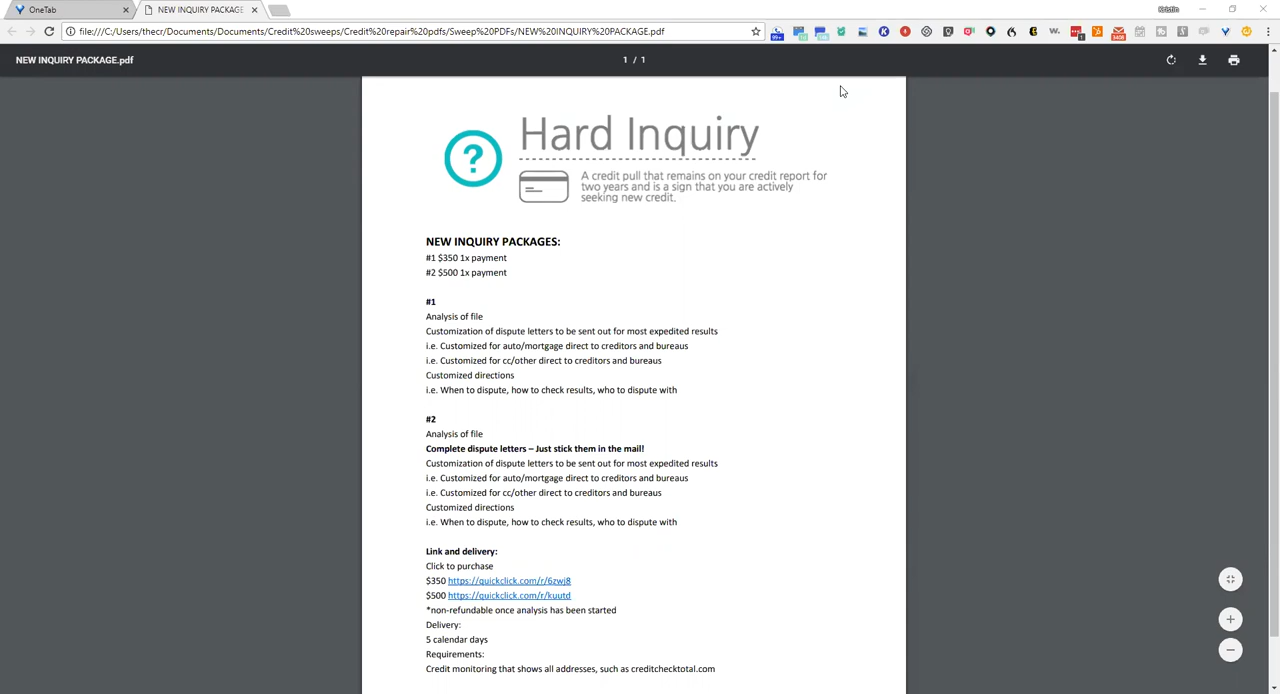 OneTab
NEW INQUIRY PACKAGE
Kristin
file:///C:/Users/thecr/Documents/Documents/Credit%20sweeps/Credit%20repair%20pdfs/Sweep%20PDFs/NEW%20INQUIRY%20PACKAGE.pdf
NEW INQUIRY PACKAGE.pdf
1 / 1
Hard Inquiry
?
A credit pull that remains on your credit report for
two years and is a sign that you are actively
seeking new credit.
NEW INQUIRY PACKAGES:
#1 $350 1x payment
#2 $500 1x payment
#1
Analysis of file
Customization of dispute letters to be sent out for most expedited results
i.e. Customized for auto/mortgage direct to creditors and bureaus
i.e. Customized for cc/other direct to creditors and bureaus
Customized directions
i.e. When to dispute, how to check results, who to dispute with
#2
Analysis of file
Complete dispute letters – Just stick them in the mail!
Customization of dispute letters to be sent out for most expedited results
i.e. Customized for auto/mortgage direct to creditors and bureaus
i.e. Customized for cc/other direct to creditors and bureaus
Customized directions
i.e. When to dispute, how to check results, who to dispute with
Link and delivery:
Click to purchase
$350 https://quickclick.com/r/6zwj8
$500 https://quickclick.com/r/kuutd
*non-refundable once analysis has been started
Delivery:
5 calendar days
Requirements:
Credit monitoring that shows all addresses, such as creditchecktotal.com